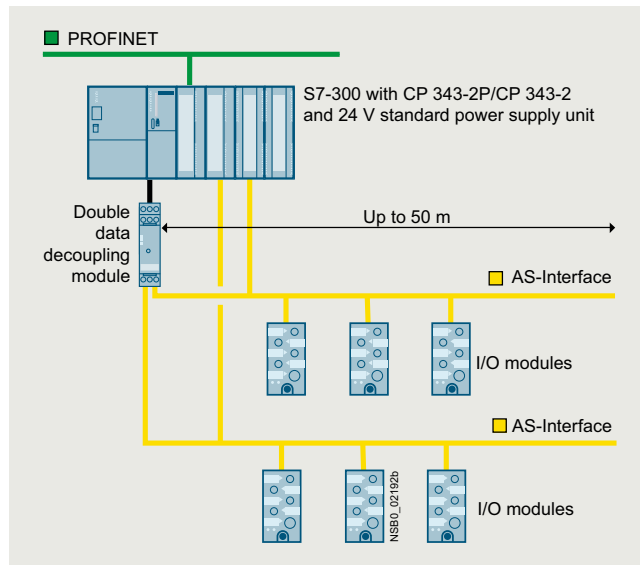 PROFINET
S7-300 with CP 343-2P/CP 343-2
and 24 V standard power supply unit
Double
data
decoupling
module
Up to 50 m
AS-Interface
I/O modules
AS-Interface
I/O modules
NSB0_02192b